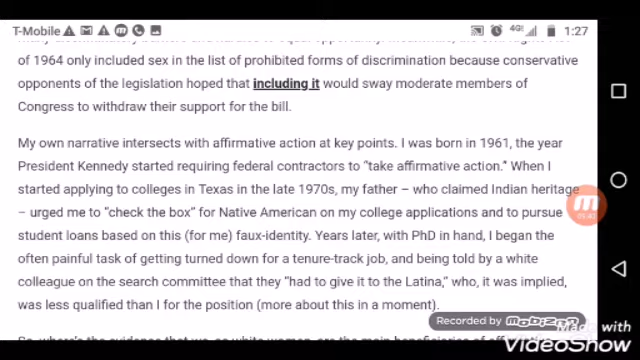 T-Mobile 4G 1:27
of 1964 only included sex in the list of prohibited forms of discrimination because conservative
opponents of the legislation hoped that including it would sway moderate members of
Congress to withdraw their support for the bill.
My own narrative intersects with affirmative action at key points. I was born in 1961, the year
President Kennedy started requiring federal contractors to “take affirmative action.” When I
started applying to colleges in Texas in the late 1970s, my father – who claimed Indian heritage
– urged me to “check the box” for Native American on my college applications and to pursue
student loans based on this (for me) faux-identity. Years later, with PhD in hand, I began the
often painful task of getting turned down for a tenure-track job, and being told by a white
colleague on the search committee that they “had to give it to the Latina,” who, it was implied,
was less qualified than I for the position (more about this in a moment).
Recorded by mobizen
Made with
VideoShow